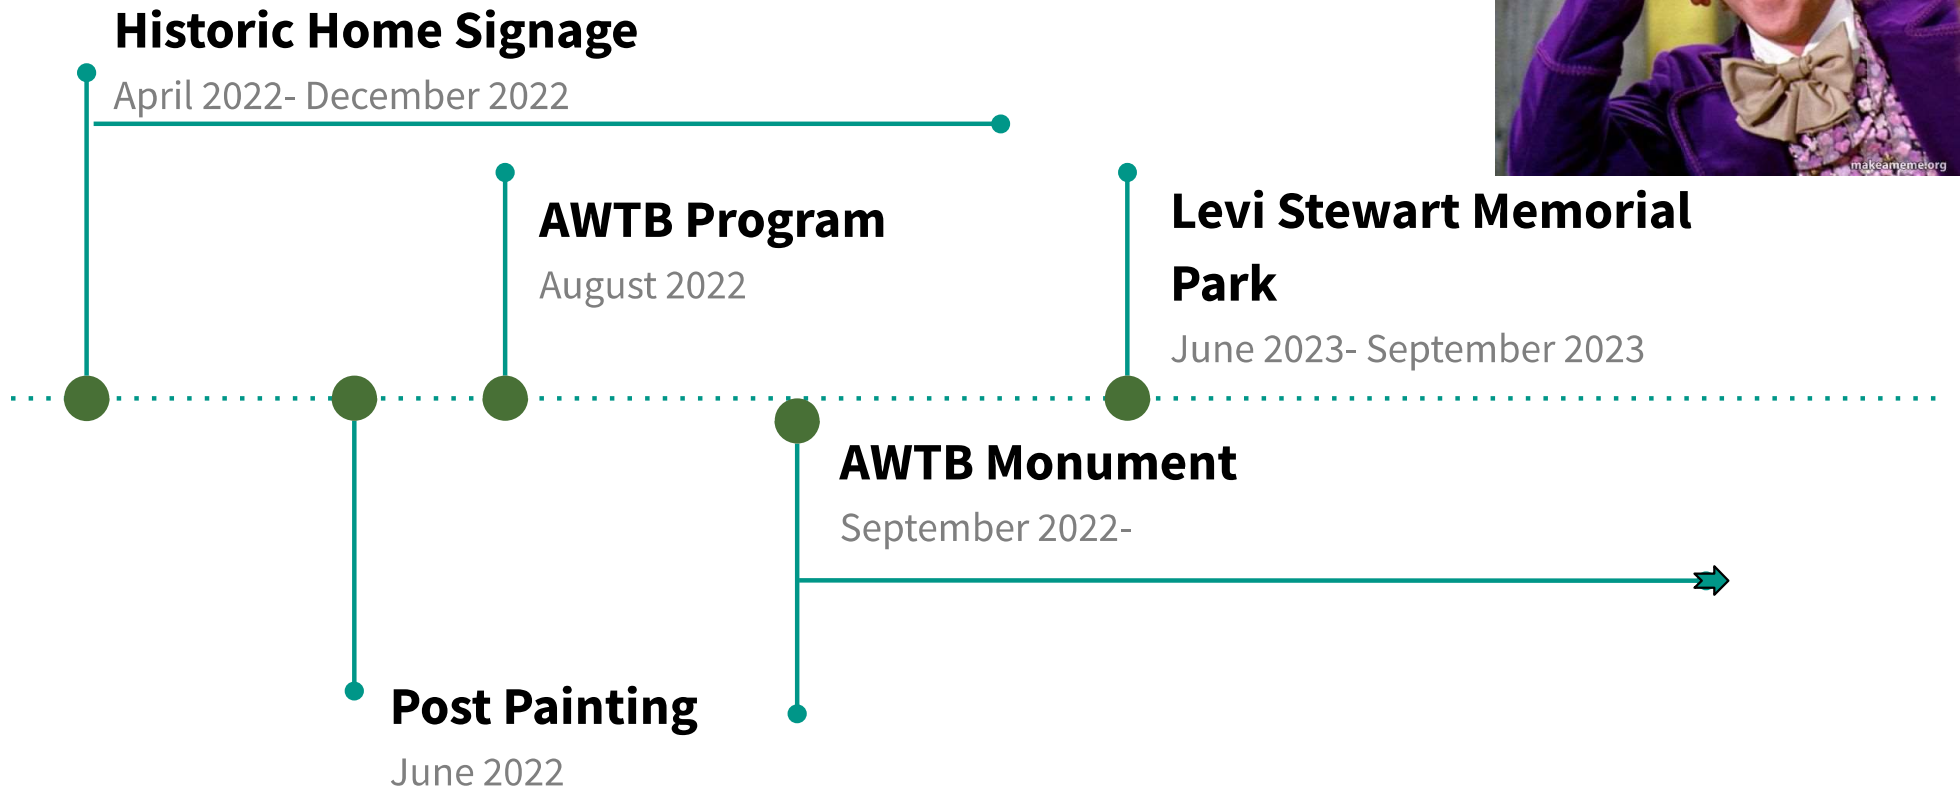 Historic Home Signage
April 2022- December 2022
makeameme.org
AWTB Program
August 2022
Levi Stewart Memorial
Park
June 2023- September 2023
AWTB Monument
September 2022-
Post Painting
June 2022